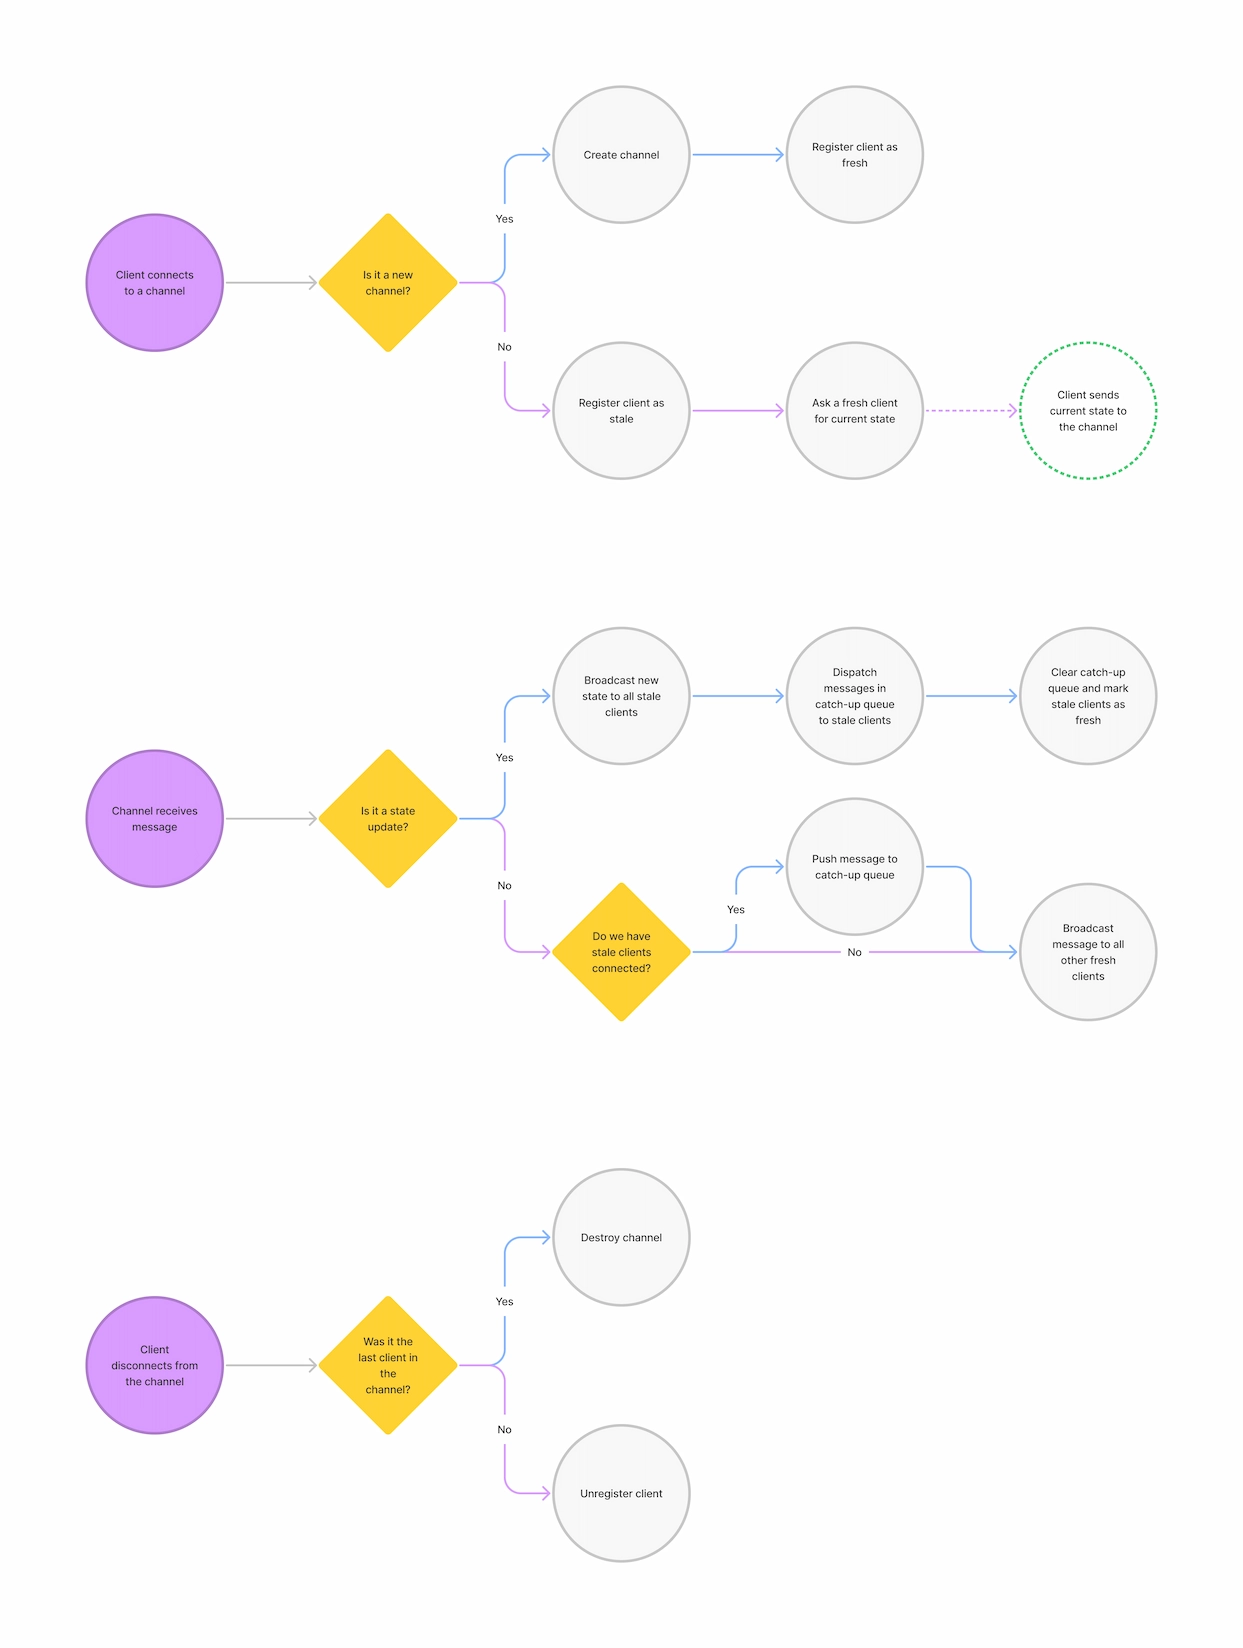 Client connects
to a channel
Is it a new
channel?
Yes
Create channel
Register client as
fresh
No
Register client as
stale
Ask a fresh client
for current state
Client sends
current state to
the channel
Channel receives
message
Is it a state
update?
Yes
Broadcast new
state to all stale
clients
Dispatch
messages in
catch-up queue
to stale clients
Clear catch-up
queue and mark
stale clients as
fresh
No
Do we have
stale clients
connected?
Yes
Push message to
catch-up queue
No
Broadcast
message to all
other fresh
clients
Client
disconnects from
the channel
Was it the
last client in
the
channel?
Yes
Destroy channel
No
Unregister client